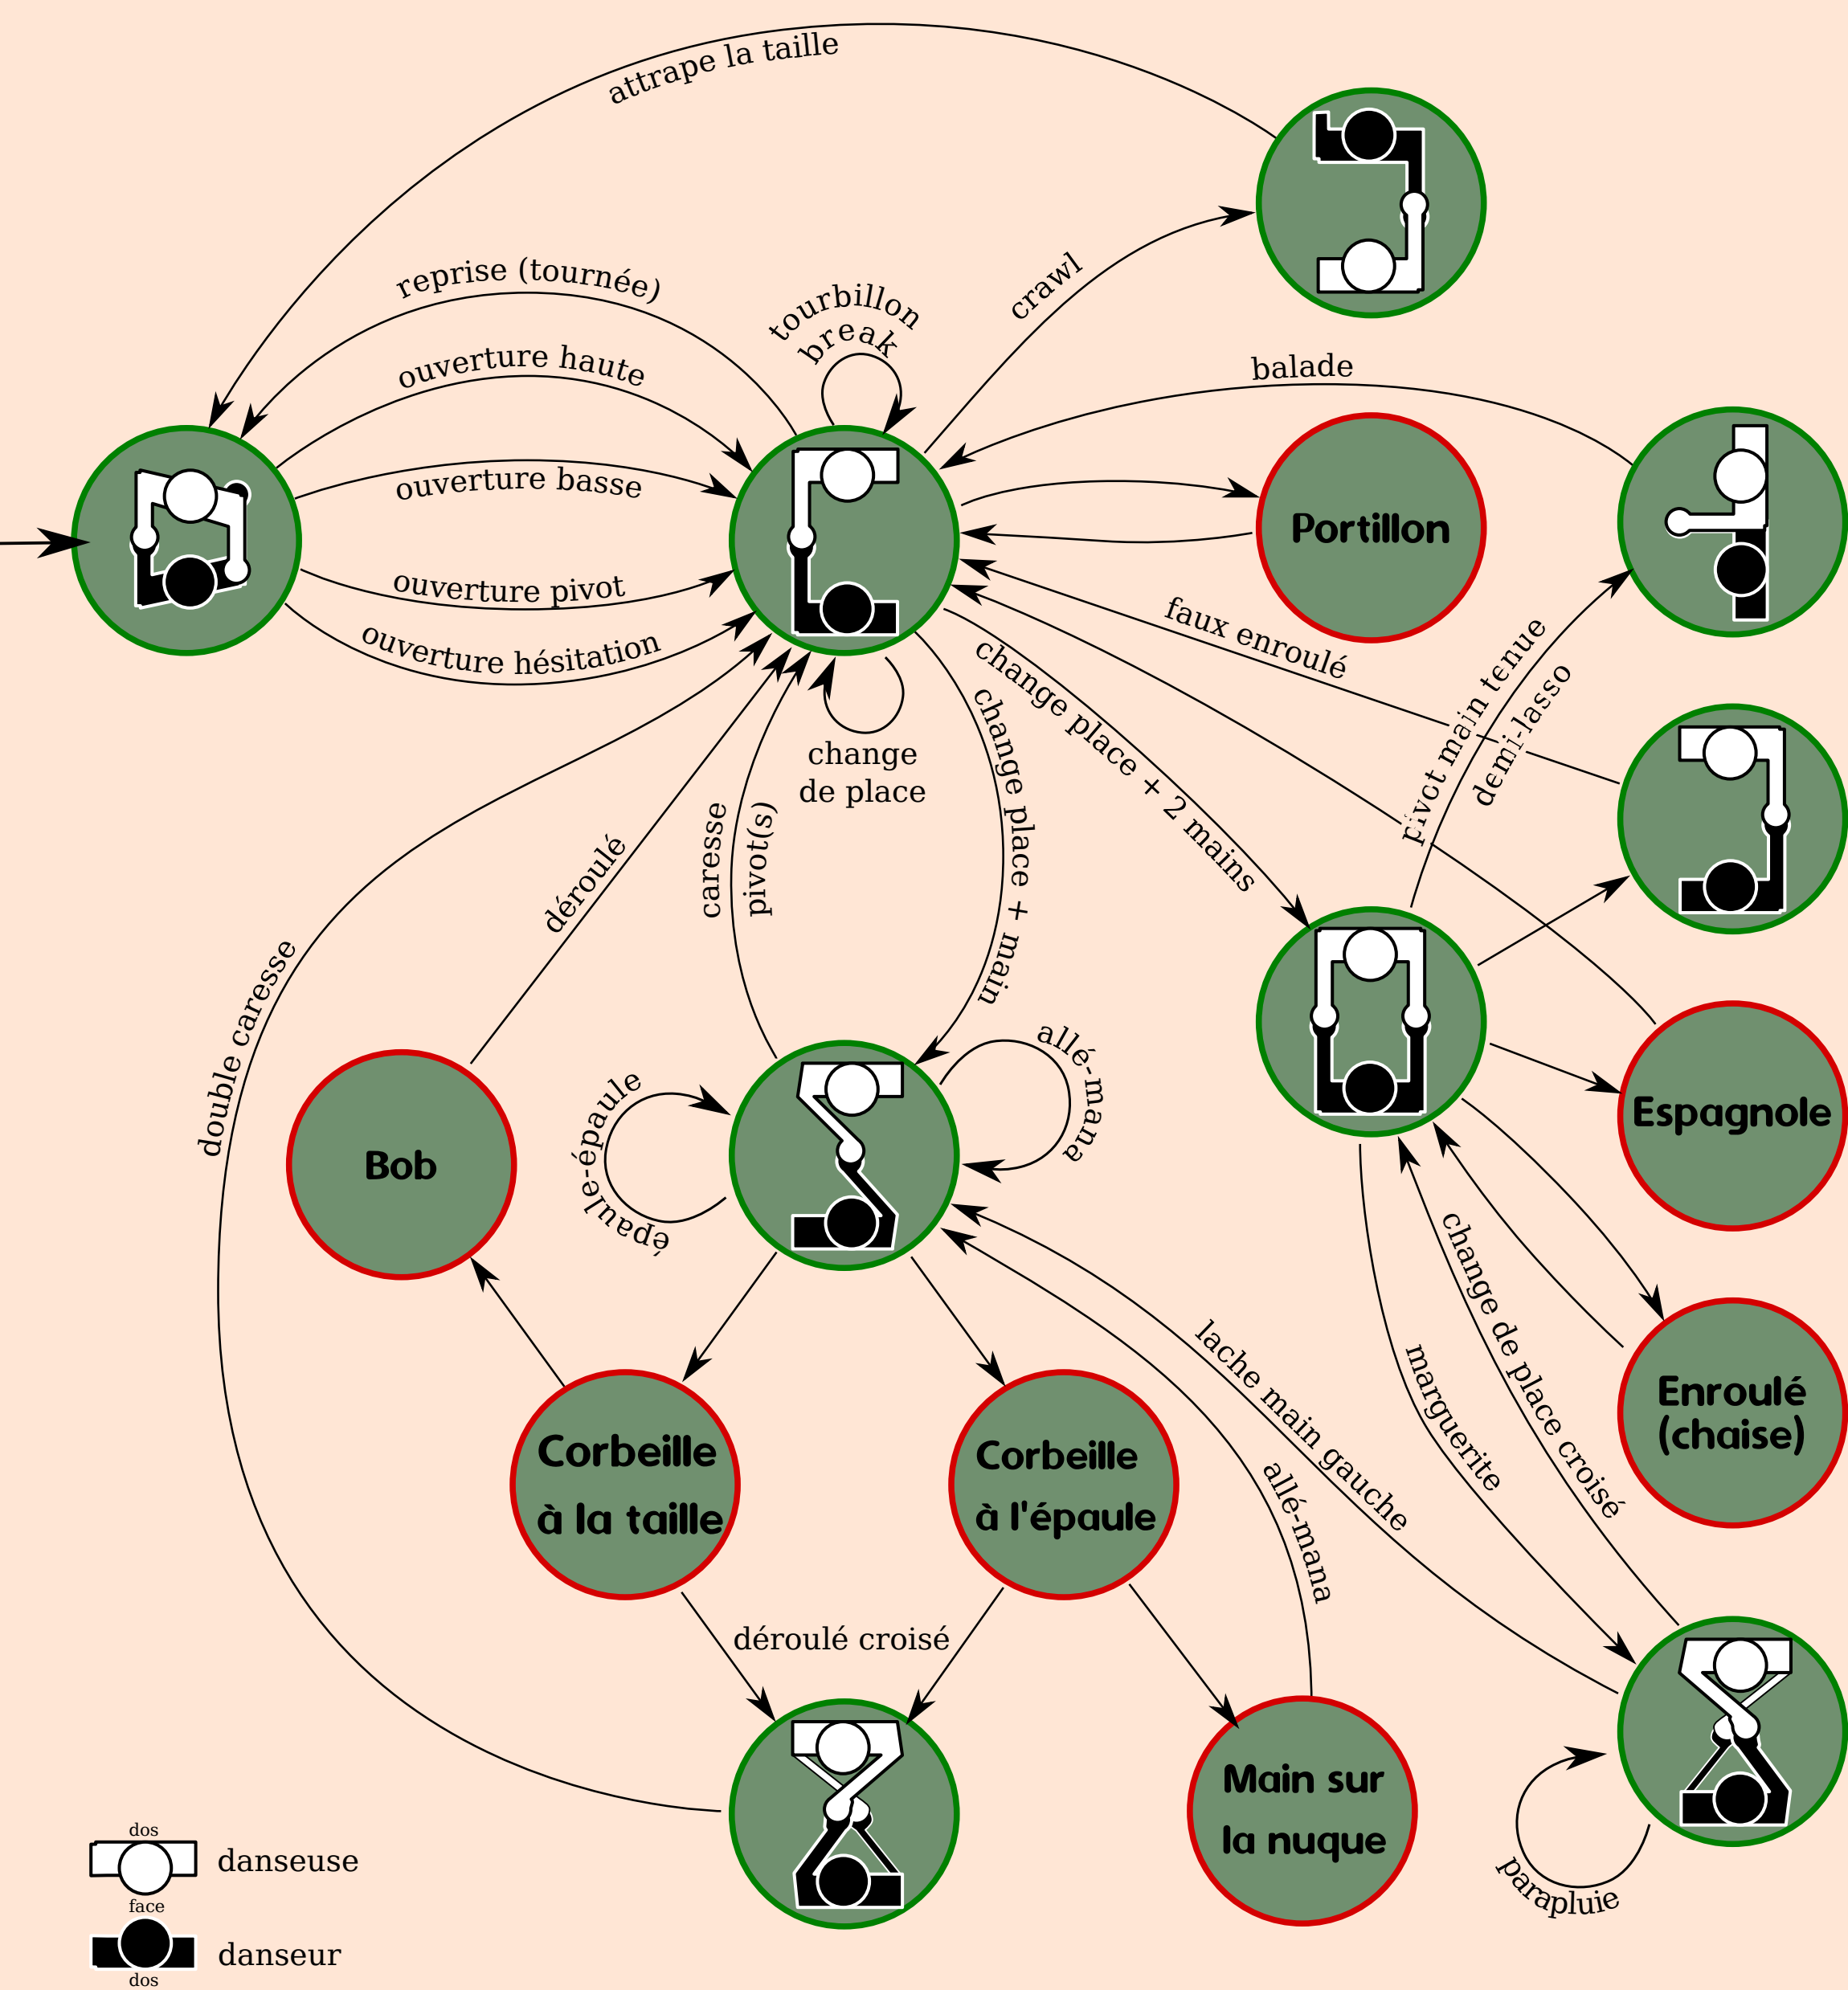 attrape la taille
reprise (tournée)
tourbillon
break
crawl
ouverture haute
balade
ouverture basse
Portillon
ouverture pivot
faux enroulé
ouverture hésitation
change place + 2 mains
pivot main tenue
demi-lasso
change place + main
change
de place
caresse
pivot(s)
déroulé
double caresse
allé-mana
épaule-épaule
Bob
Espagnole
change de place croisé
lache main gauche
marguerite
Enroulé
(chaise)
Corbeille
à la taille
Corbeille
à l'épaule
allé-mana
déroulé croisé
Main sur
la nuque
parapluie
dos
danseuse
face
danseur
dos